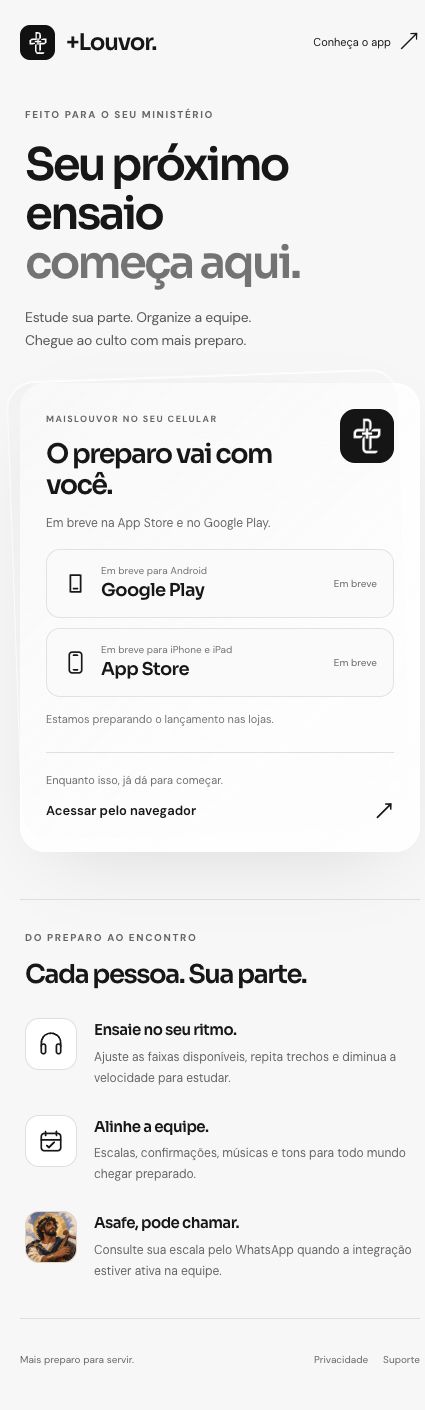 +Louvor.
Conheça o app
FEITO PARA O SEU MINISTÉRIO
Seu próximo
ensaio
começa aqui.
Estude sua parte. Organize a equipe.
Chegue ao culto com mais preparo.
MAISLOUVOR NO SEU CELULAR
O preparo vai com
você.
Em breve na App Store e no Google Play.
Em breve para Android
Google Play
Em breve
Em breve para iPhone e iPad
App Store
Em breve
Estamos preparando o lançamento nas lojas.
Enquanto isso, já dá para começar.
Acessar pelo navegador
DO PREPARO AO ENCONTRO
Cada pessoa. Sua parte.
Ensaie no seu ritmo.
Ajuste as faixas disponíveis, repita trechos e diminua a
velocidade para estudar.
Alinhe a equipe.
Escalas, confirmações, músicas e tons para todo mundo
chegar preparado.
Asafe, pode chamar.
Consulte sua escala pelo WhatsApp quando a integração
estiver ativa na equipe.
Mais preparo para servir.
Privacidade
Suporte